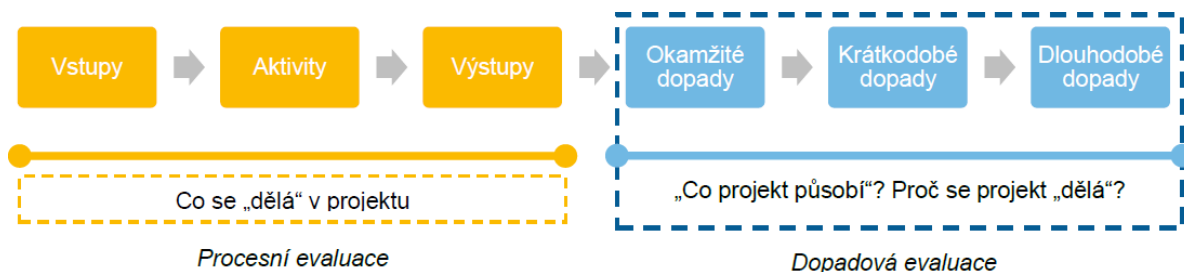 Vstupy
Aktivity
Výstupy
Okamžité
dopady
Krátkodobé
dopady
Dlouhodobé
dopady
Co se „dělá“ v projektu
„Co projekt působí“? Proč se projekt „dělá“?
Procesní evaluace
Dopadová evaluace